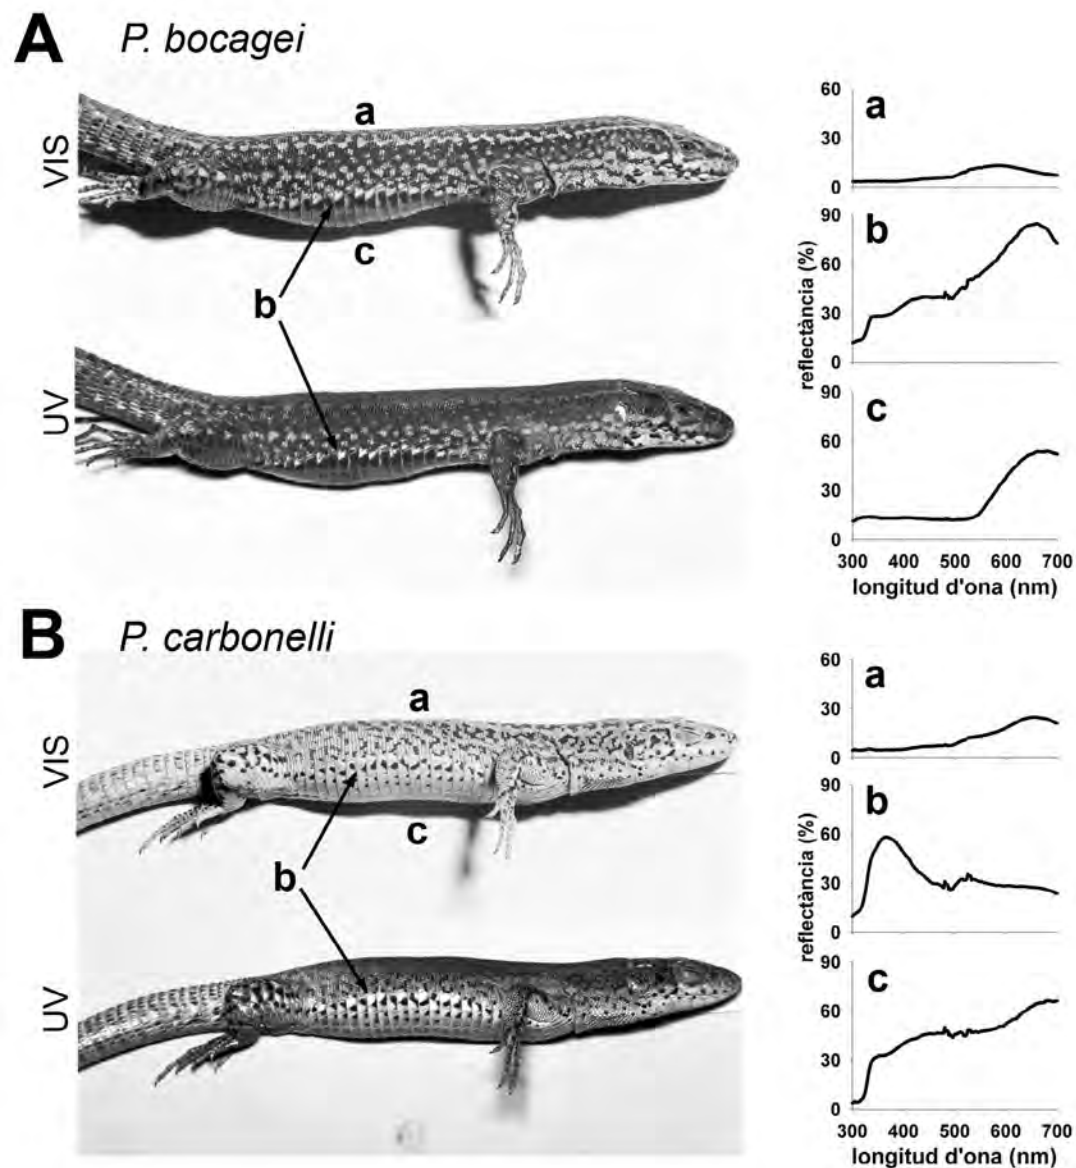 A P. bocagei
VIS
a
c
b
UV
60
30
0
a
90
60
30
0
b
90
60
30
0
c
reflectància (%)
300 400 500 600 700
longitud d'ona (nm)
B P. carbonelli
VIS
a
c
b
UV
60
30
0
a
90
60
30
0
b
90
60
30
0
c
reflectància (%)
300 400 500 600 700
longitud d'ona (nm)